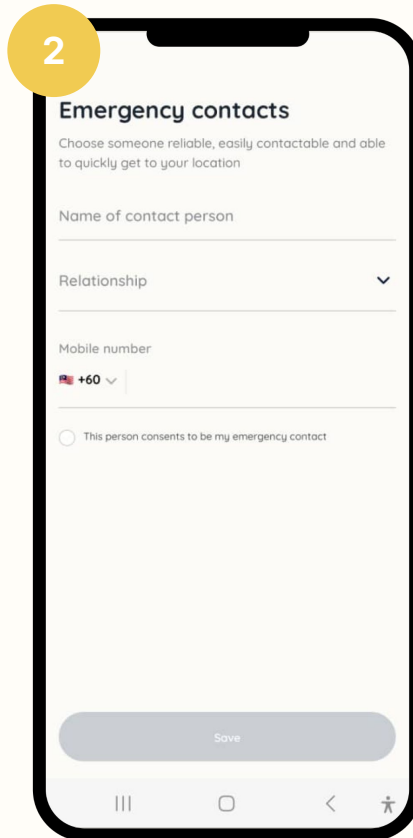 2
Emergency contacts
Choose someone reliable, easily contactable and able
to quickly get to your location
Name of contact person
Relationship
Mobile number
+60
This person consents to be my emergency contact
Save